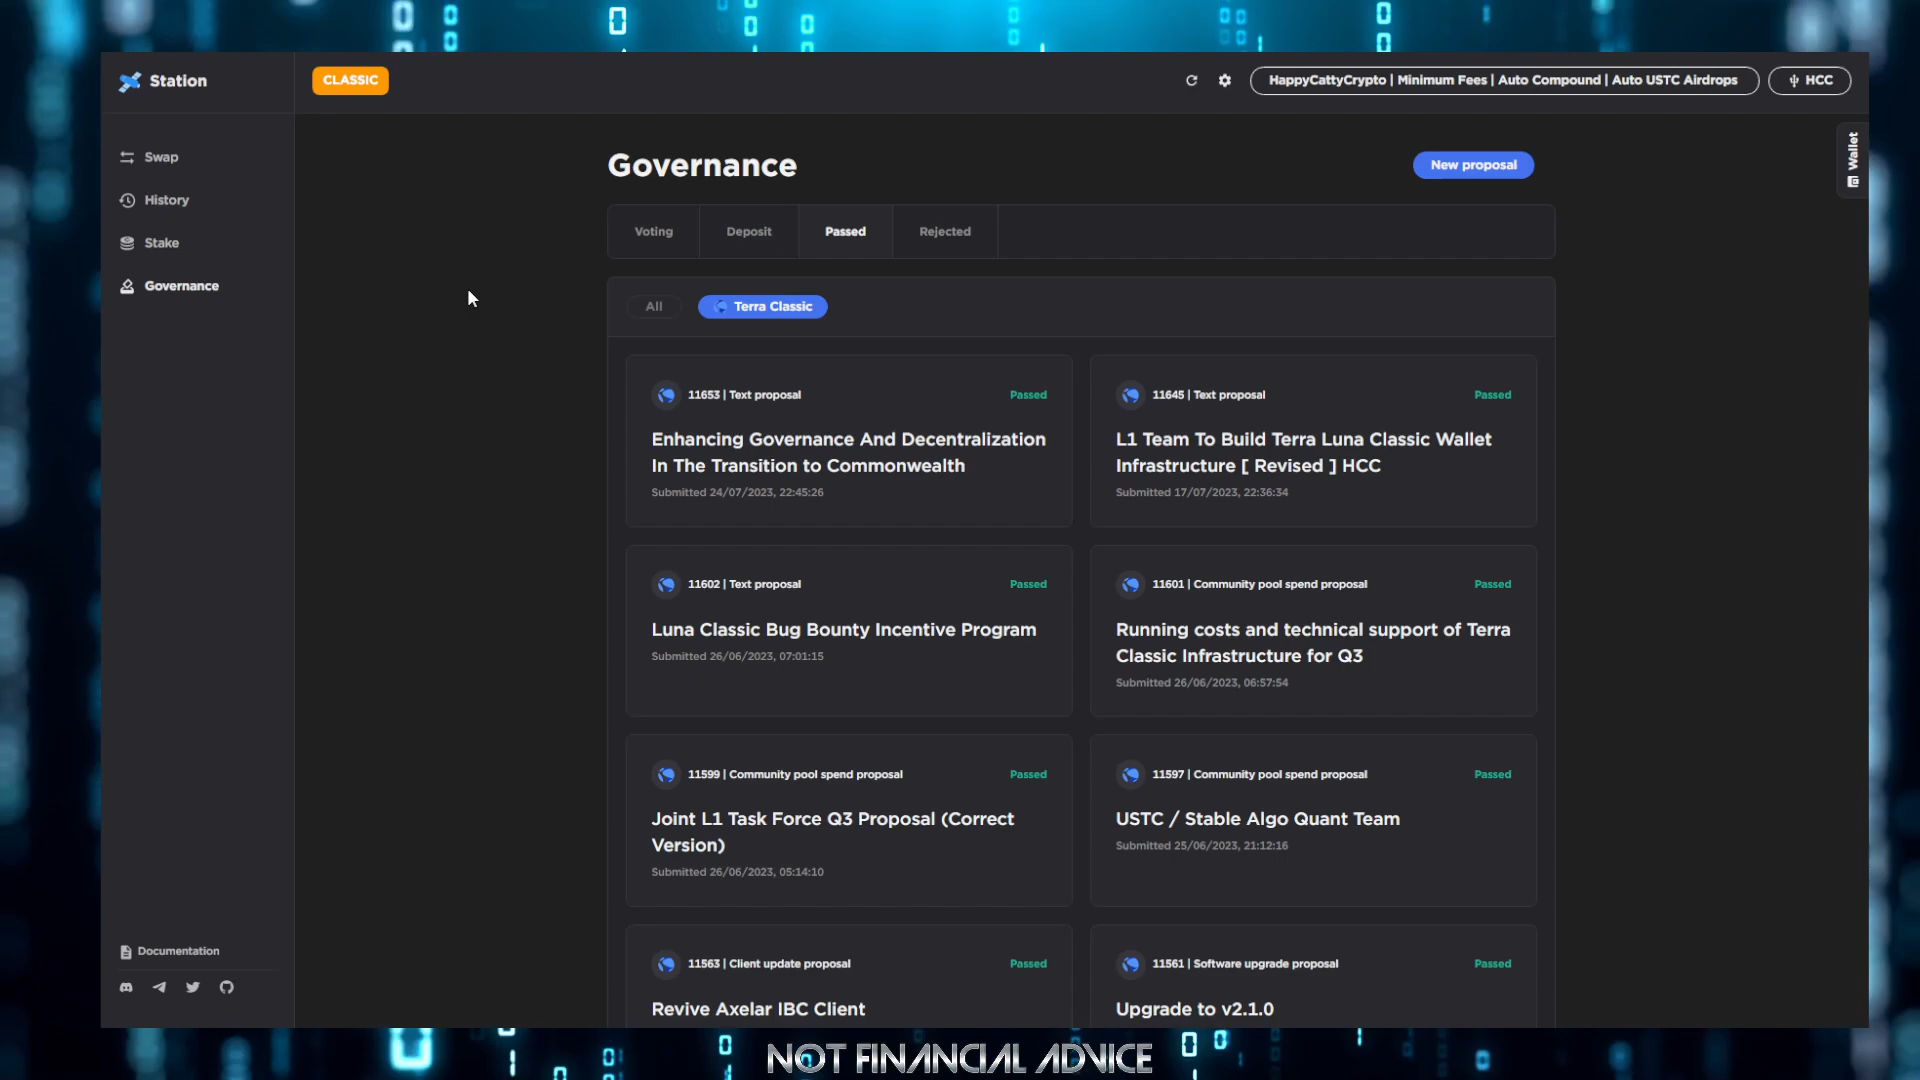 Station
CLASSIC
HappyCattyCrypto | Minimum Fees | Auto Compound | Auto USTC Airdrops
HCC
Wallet
Swap
History
Stake
Governance
Documentation
Governance
New proposal
Voting
Deposit
Passed
Rejected
All
Terra Classic
11653 | Text proposal
Passed
Enhancing Governance And Decentralization
In The Transition to Commonwealth
Submitted 24/07/2023, 22:45:26
11645 | Text proposal
Passed
L1 Team To Build Terra Luna Classic Wallet
Infrastructure [ Revised ] HCC
Submitted 17/07/2023, 22:36:34
11602 | Text proposal
Passed
Luna Classic Bug Bounty Incentive Program
Submitted 26/06/2023, 07:01:15
11601 | Community pool spend proposal
Passed
Running costs and technical support of Terra
Classic Infrastructure for Q3
Submitted 26/06/2023, 06:57:54
11599 | Community pool spend proposal
Passed
Joint L1 Task Force Q3 Proposal (Correct
Version)
Submitted 26/06/2023, 05:14:10
11597 | Community pool spend proposal
Passed
USTC / Stable Algo Quant Team
Submitted 25/06/2023, 21:12:16
11563 | Client update proposal
Passed
Revive Axelar IBC Client
11561 | Software upgrade proposal
Passed
Upgrade to v2.1.0
NOT FINANCIAL ADVICE